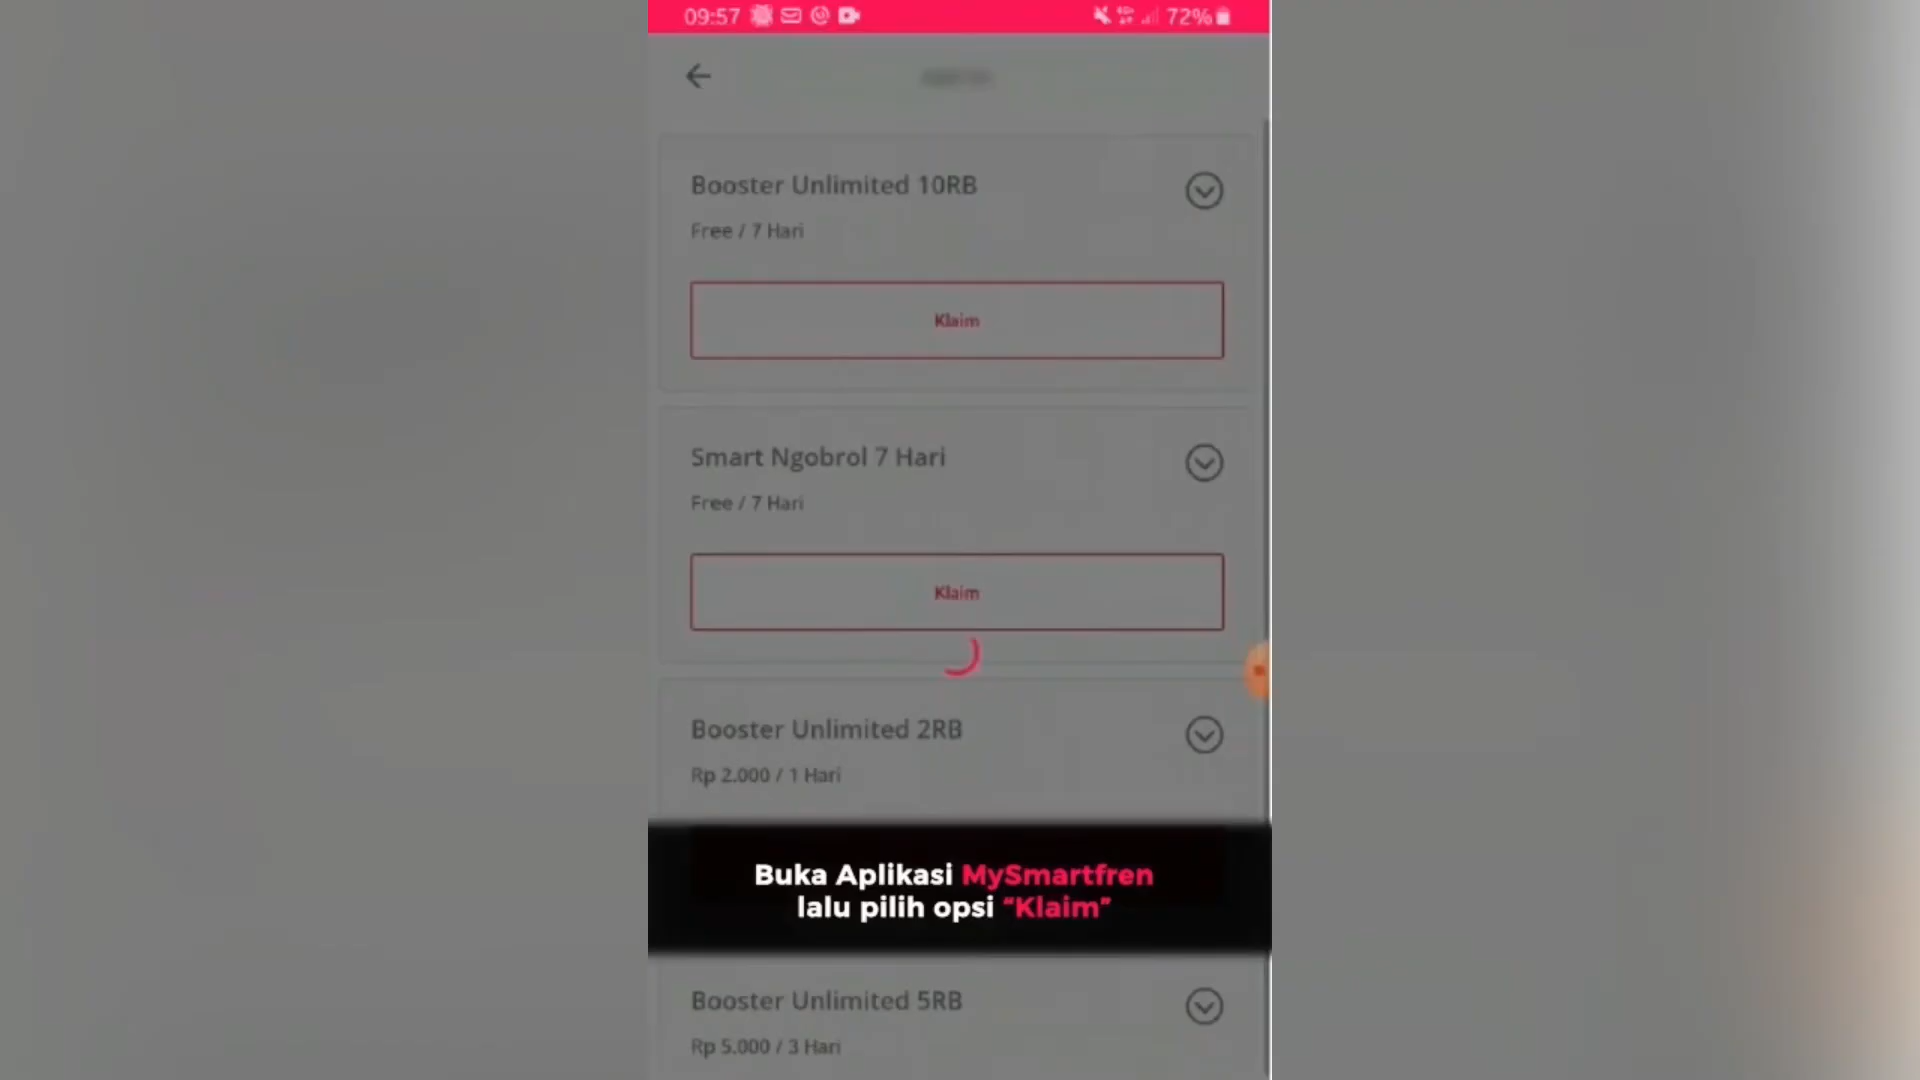 09:57
72%
Booster Unlimited 10RB
Free / 7 Hari
Klaim
Smart Ngobrol 7 Hari
Free / 7 Hari
Klaim
Booster Unlimited 2RB
Rp 2.000 / 1 Hari
Buka Aplikasi MySmartfren
lalu pilih opsi “Klaim”
Booster Unlimited 5RB
Rp 5.000 / 3 Hari